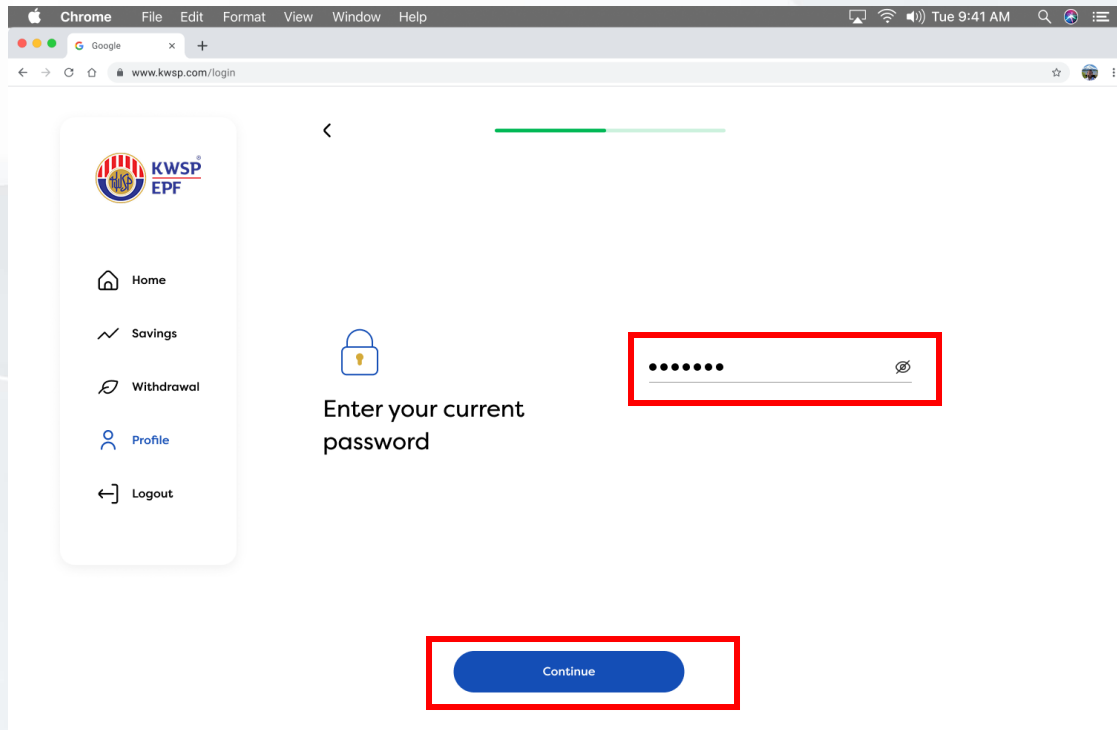 Chrome File Edit Format View Window Help Tue 9:41 AM
G Google
www.kwsp.com/login
KWSP®
EPF
Home
Savings
Withdrawal
Profile
Logout
Enter your current
password
Continue